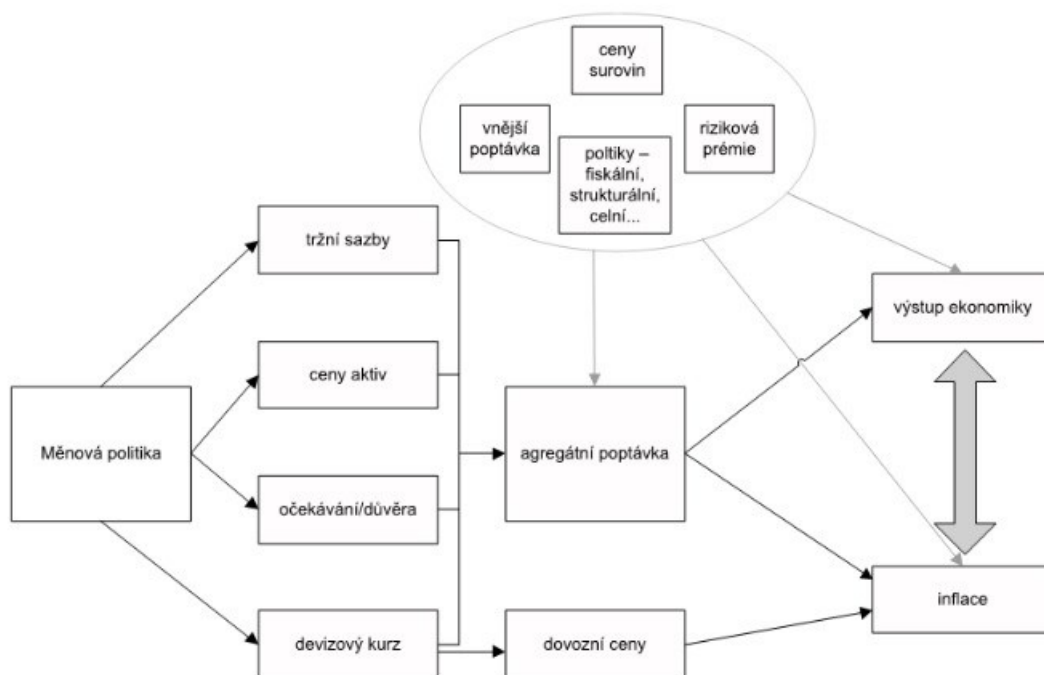 ceny
surovin
vnější
poptávka
riziková
prémie
poltiky –
fiskální,
strukturální,
celní...
tržní sazby
výstup ekonomiky
ceny aktiv
Měnová politika
agregátní poptávka
očekávání/důvěra
inflace
devizový kurz
dovozní ceny